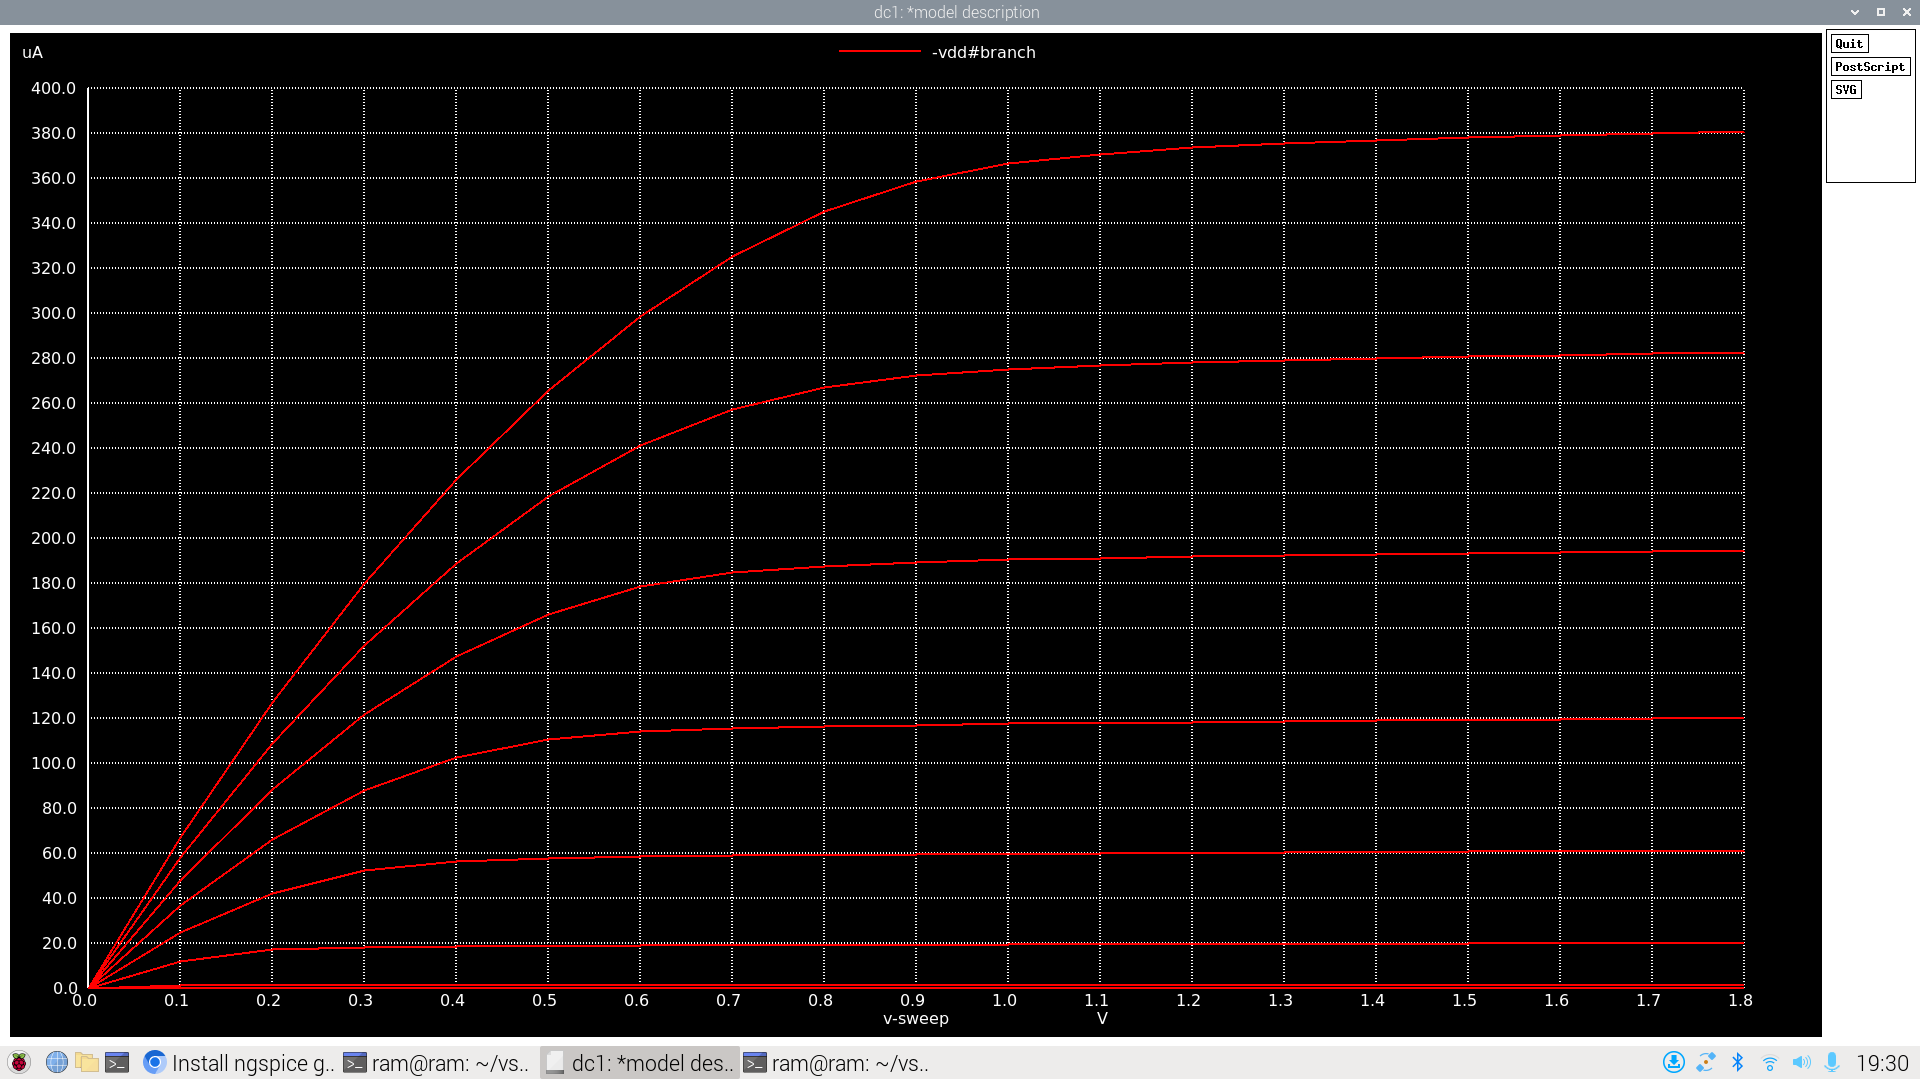 dc1: *model description
uA
-vdd#branch
Quit
PostScript
SVG
400.0
380.0
360.0
340.0
320.0
300.0
280.0
260.0
240.0
220.0
200.0
180.0
160.0
140.0
120.0
100.0
80.0
60.0
40.0
20.0
0.0
0.0 0.1 0.2 0.3 0.4 0.5 0.6 0.7 0.8 0.9 1.0 1.1 1.2 1.3 1.4 1.5 1.6 1.7 1.8
v-sweep V
Install ngspice g.. ram@ram: ~/vs.. dc1: *model des.. ram@ram: ~/vs.. 19:30